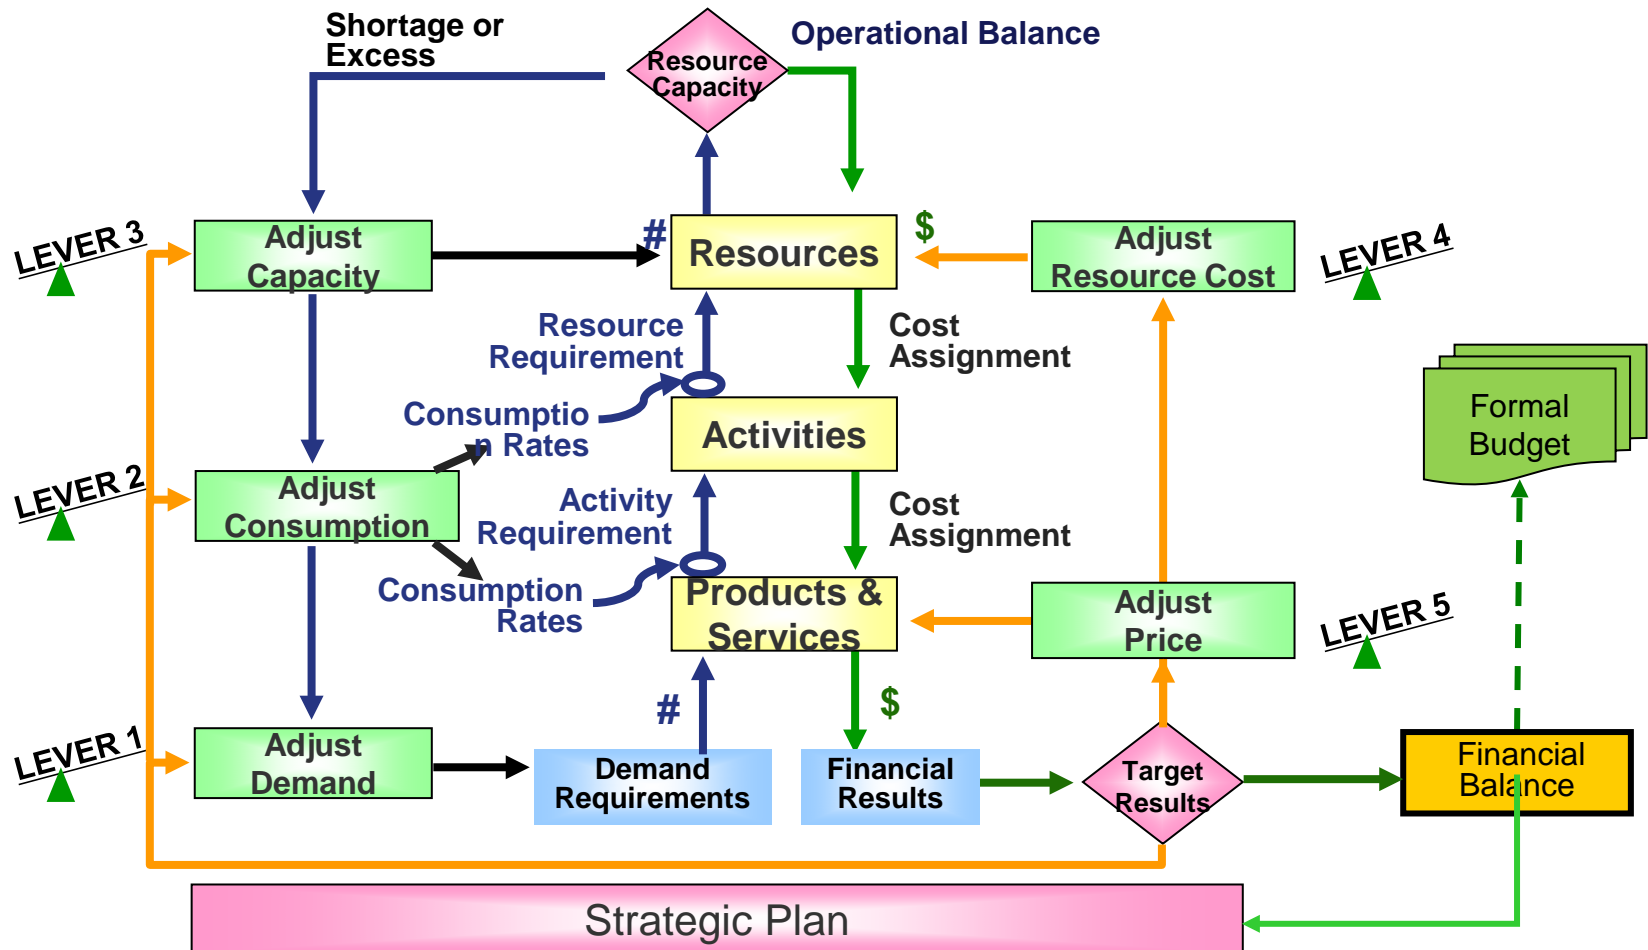 Shortage or
Excess
Resource
Capacity
Operational Balance
LEVER 3
Adjust
Capacity
#
Resources
$
Adjust
Resource Cost
LEVER 4
Resource
Requirement
Cost
Assignment
Consumptio
n Rates
Activities
Formal
Budget
LEVER 2
Adjust
Consumption
Activity
Requirement
Cost
Assignment
Consumption
Rates
Products &
Services
Adjust
Price
LEVER 5
#
$
LEVER 1
Adjust
Demand
Demand
Requirements
Financial
Results
Target
Results
Financial
Balance
Strategic Plan